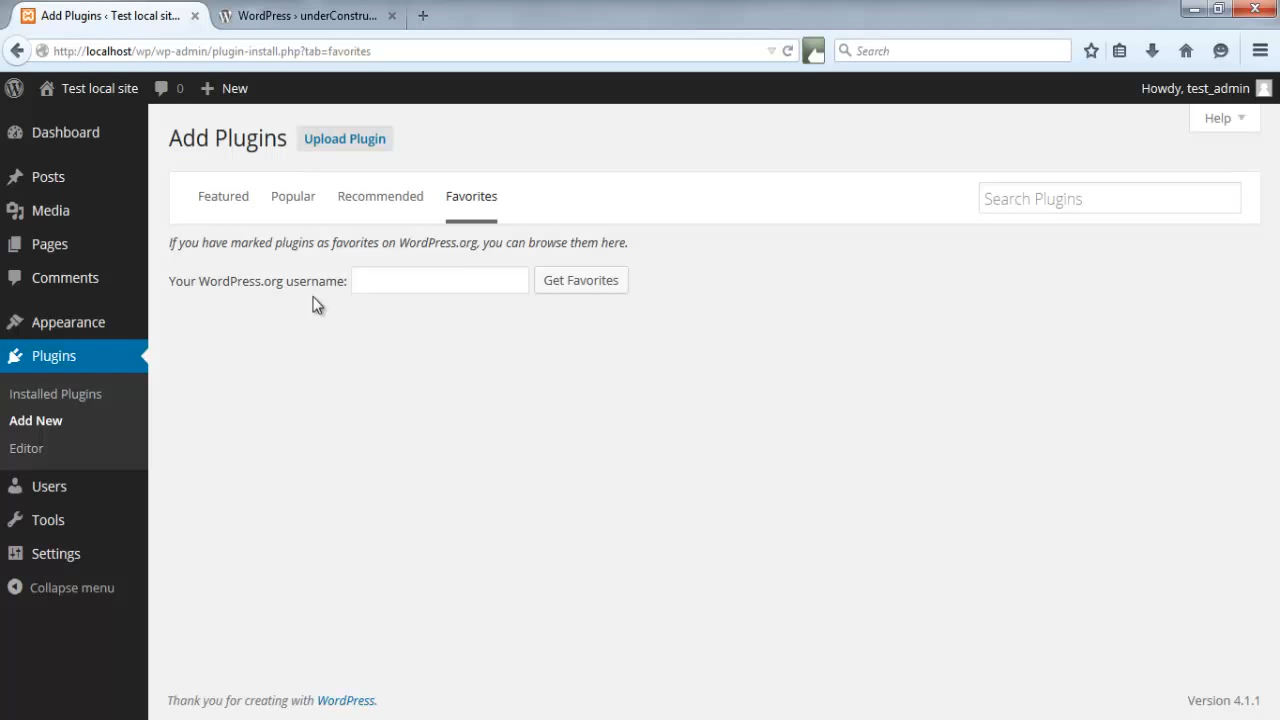 Add Plugins ‹ Test local sit...
WordPress › underConstru...
http://localhost/wp/wp-admin/plugin-install.php?tab=favorites
Search
Test local site
0
New
Howdy, test_admin
Dashboard
Posts
Media
Pages
Comments
Appearance
Plugins
Installed Plugins
Add New
Editor
Users
Tools
Settings
Collapse menu
Help
Add Plugins
Upload Plugin
Featured
Popular
Recommended
Favorites
Search Plugins
If you have marked plugins as favorites on WordPress.org, you can browse them here.
Your WordPress.org username:
Get Favorites
Thank you for creating with WordPress.
Version 4.1.1